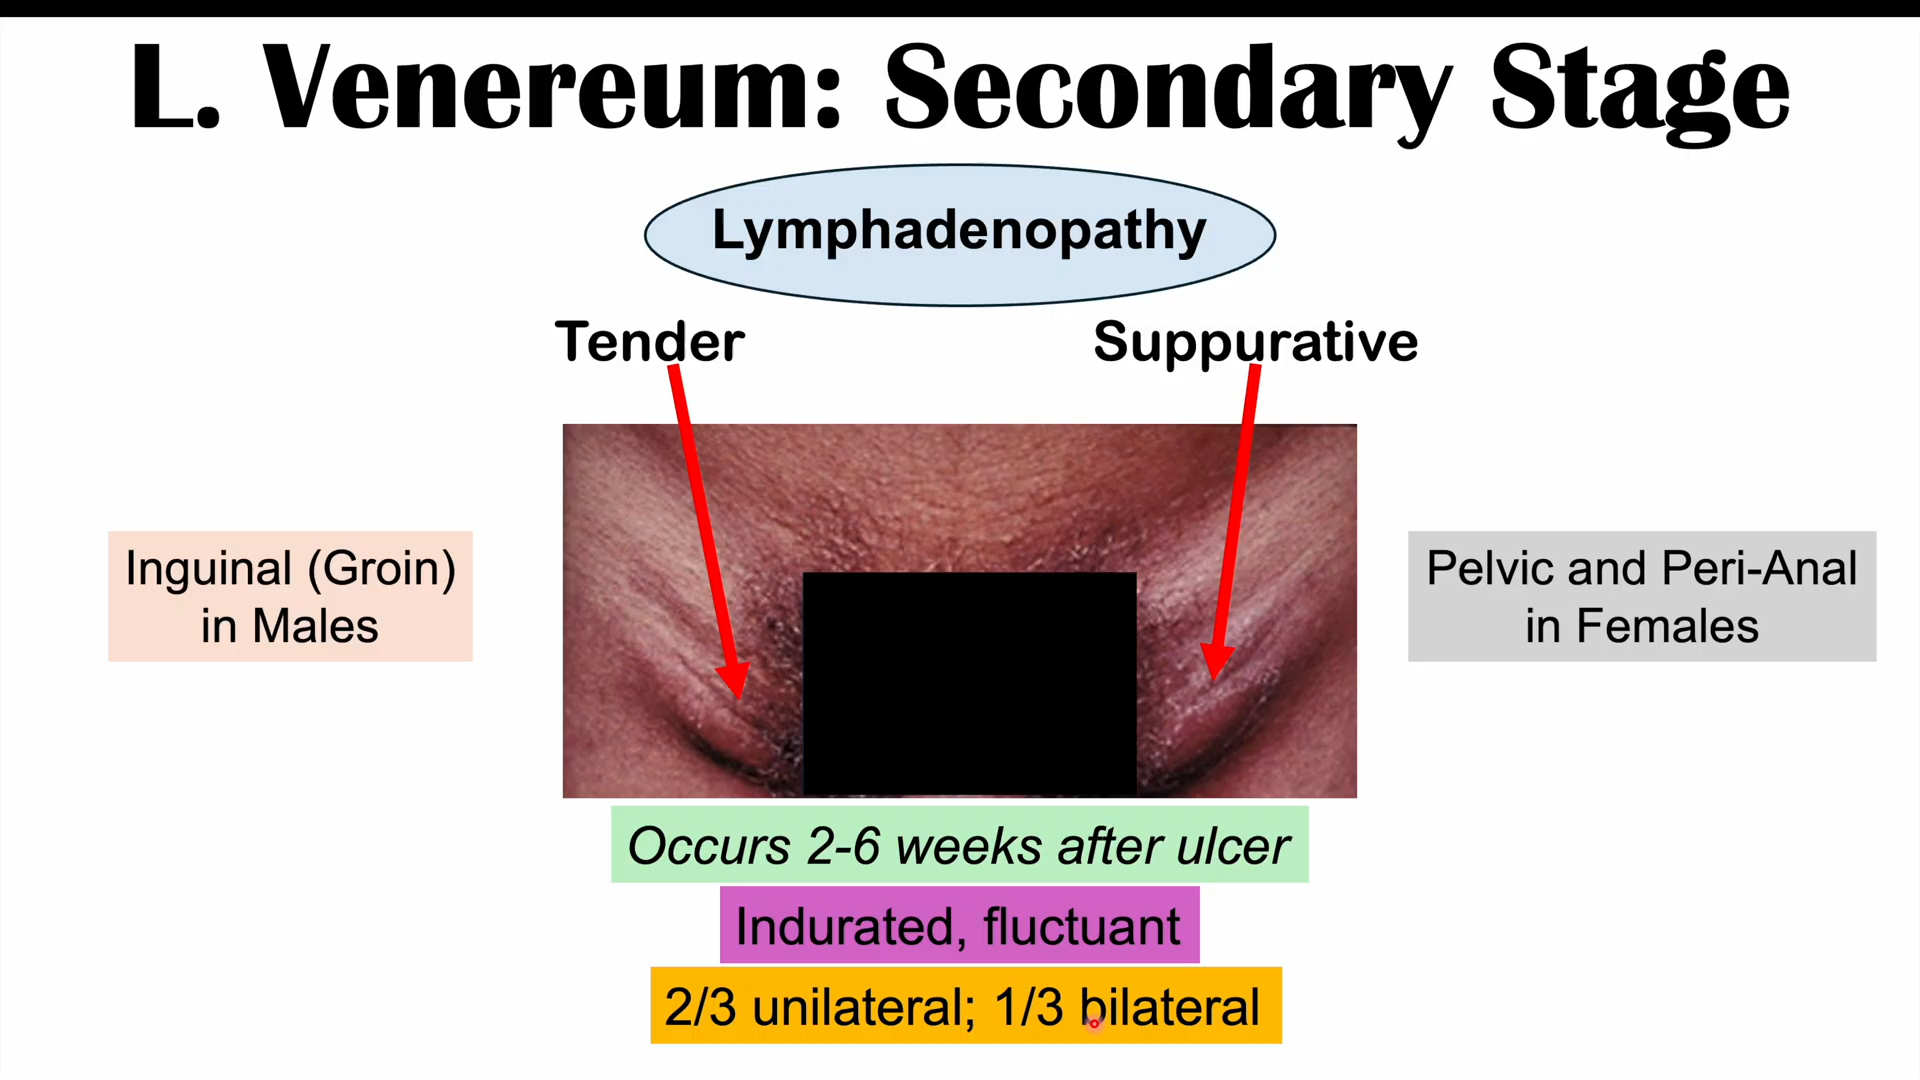 L. Venereum: Secondary Stage
Lymphadenopathy
Tender
Suppurative
Inguinal (Groin)
in Males
Pelvic and Peri-Anal
in Females
Occurs 2-6 weeks after ulcer
Indurated, fluctuant
2/3 unilateral; 1/3 bilateral